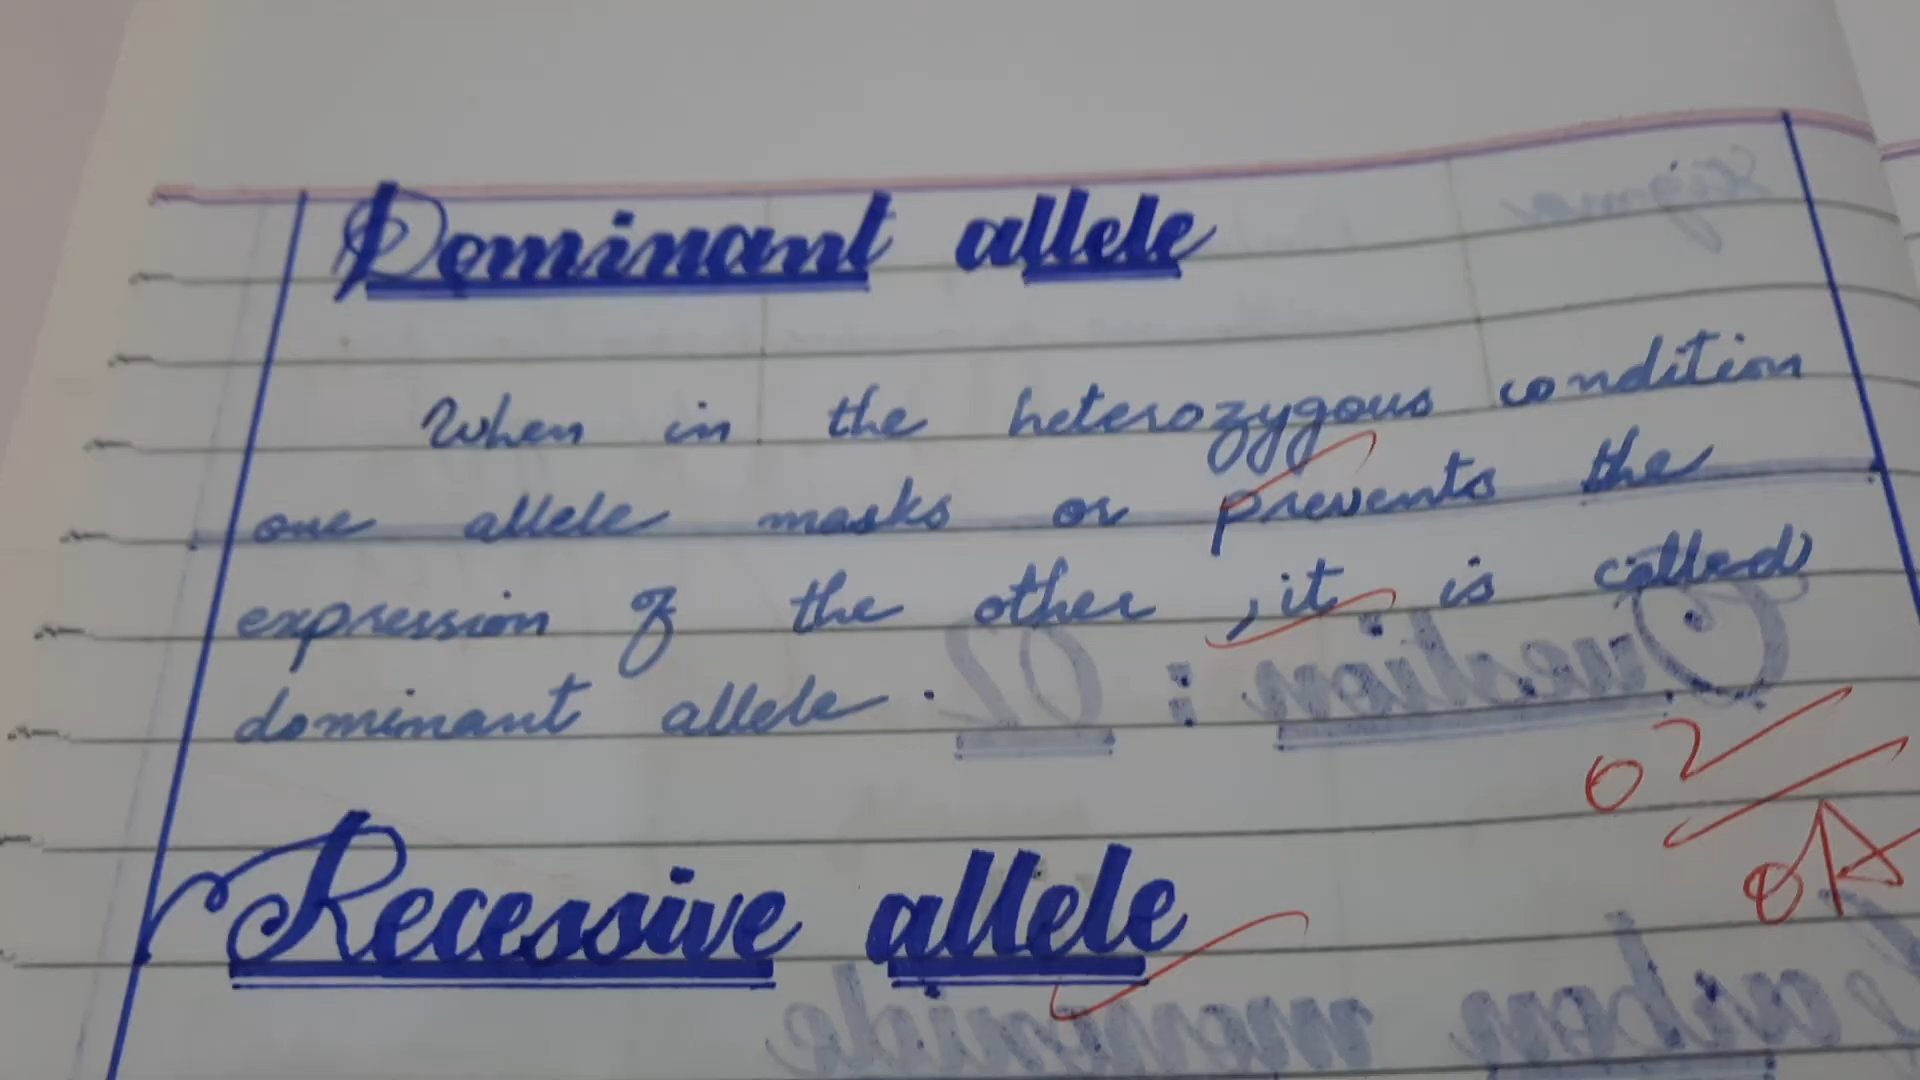 Dominant allele
When in the heterozygous condition
one allele masks or prevents the
expression of the other , it is called
dominant allele .
02
Recessive allele